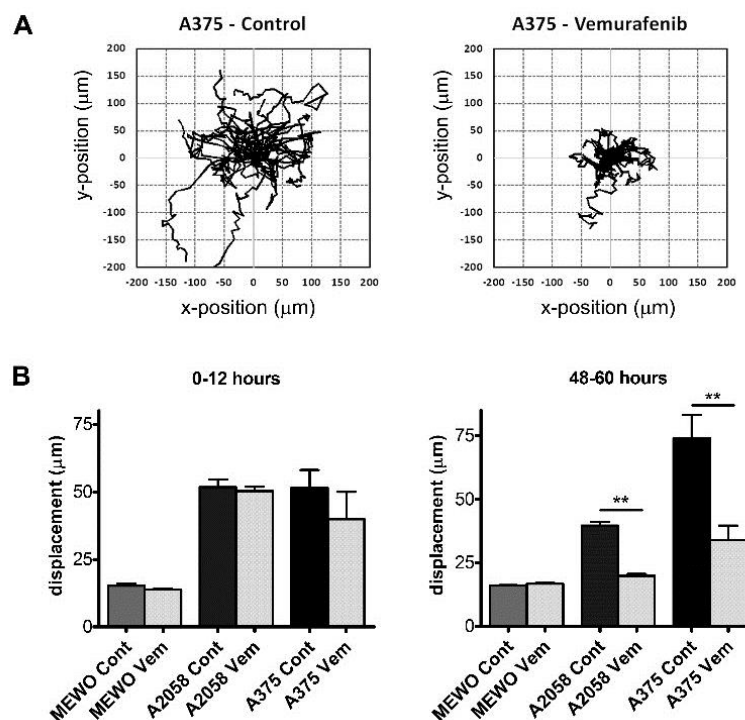 A
A375 - Control
A375 - Vemurafenib
y-position (μm)
200
150
100
50
0
-50
-100
-150
200
-200 -150 -100 -50 0 50 100 150 200
x-position (μm)
y-position (μm)
200
150
100
50
0
-50
-100
-150
-200
-200 -150 -100 -50 0 50 100 150 200
x-position (μm)
B
0-12 hours
48-60 hours
displacement (μm)
75
50
25
0
MEWO Cont
MEWO Vem
A2058 Cont
A2058 Vem
A375 Cont
A375 Vem
displacement (μm)
75
50
25
0
**
**
MEWO Cont
MEWO Vem
A2058 Cont
A2058 Vem
A375 Cont
A375 Vem